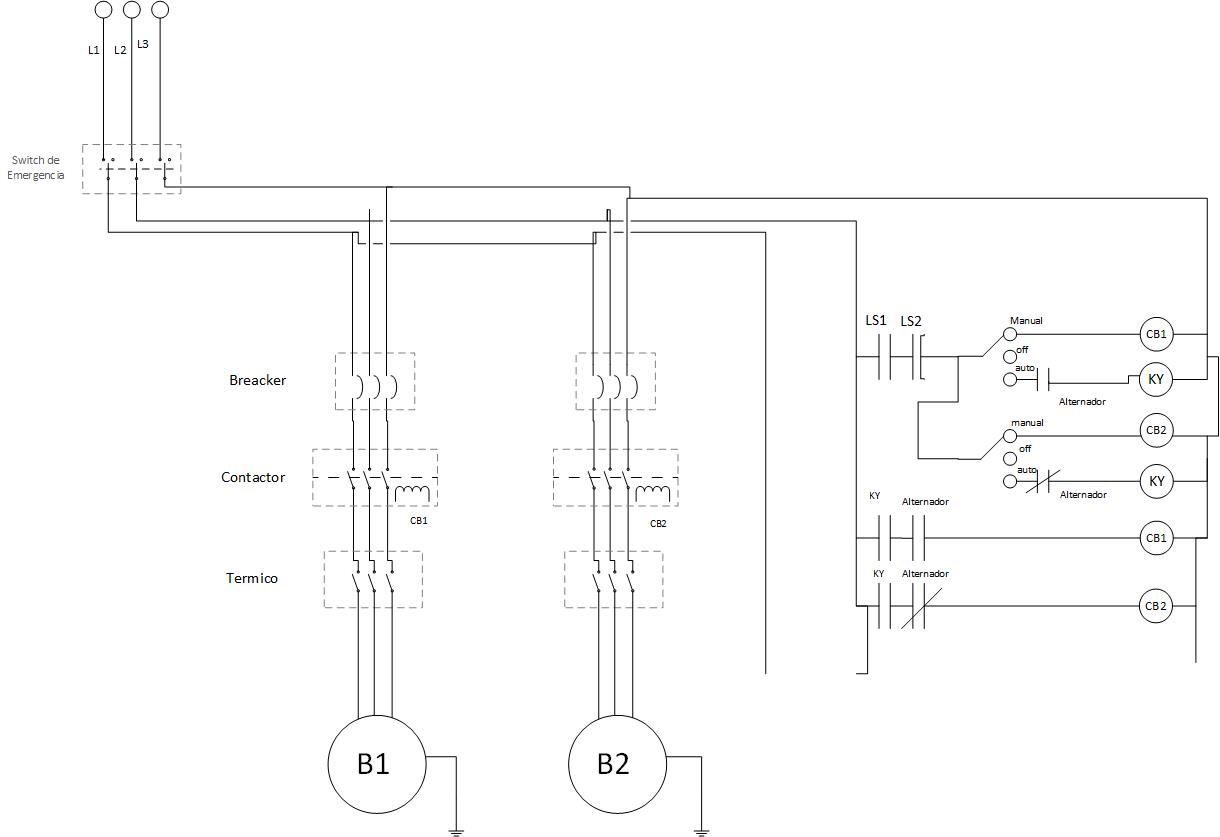 L1
L2
L3
Switch de
Emergencia
LS1
LS2
Manual
CB1
off
auto
KY
Alternador
manual
CB2
off
auto
KY
Alternador
Breacker
Contactor
CB1
CB2
KY
Alternador
CB1
KY
Alternador
CB2
Termico
B1
B2